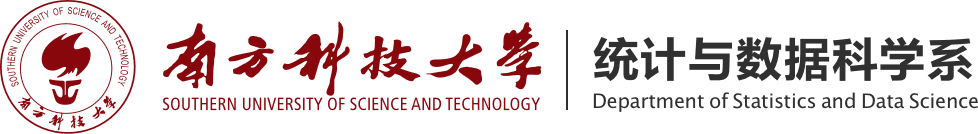 SOUTHERN UNIVERSITY OF SCIENCE AND TECHNOLOGY
南方科技大学
南方科技大学
SOUTHERN UNIVERSITY OF SCIENCE AND TECHNOLOGY
统计与数据科学系
Department of Statistics and Data Science